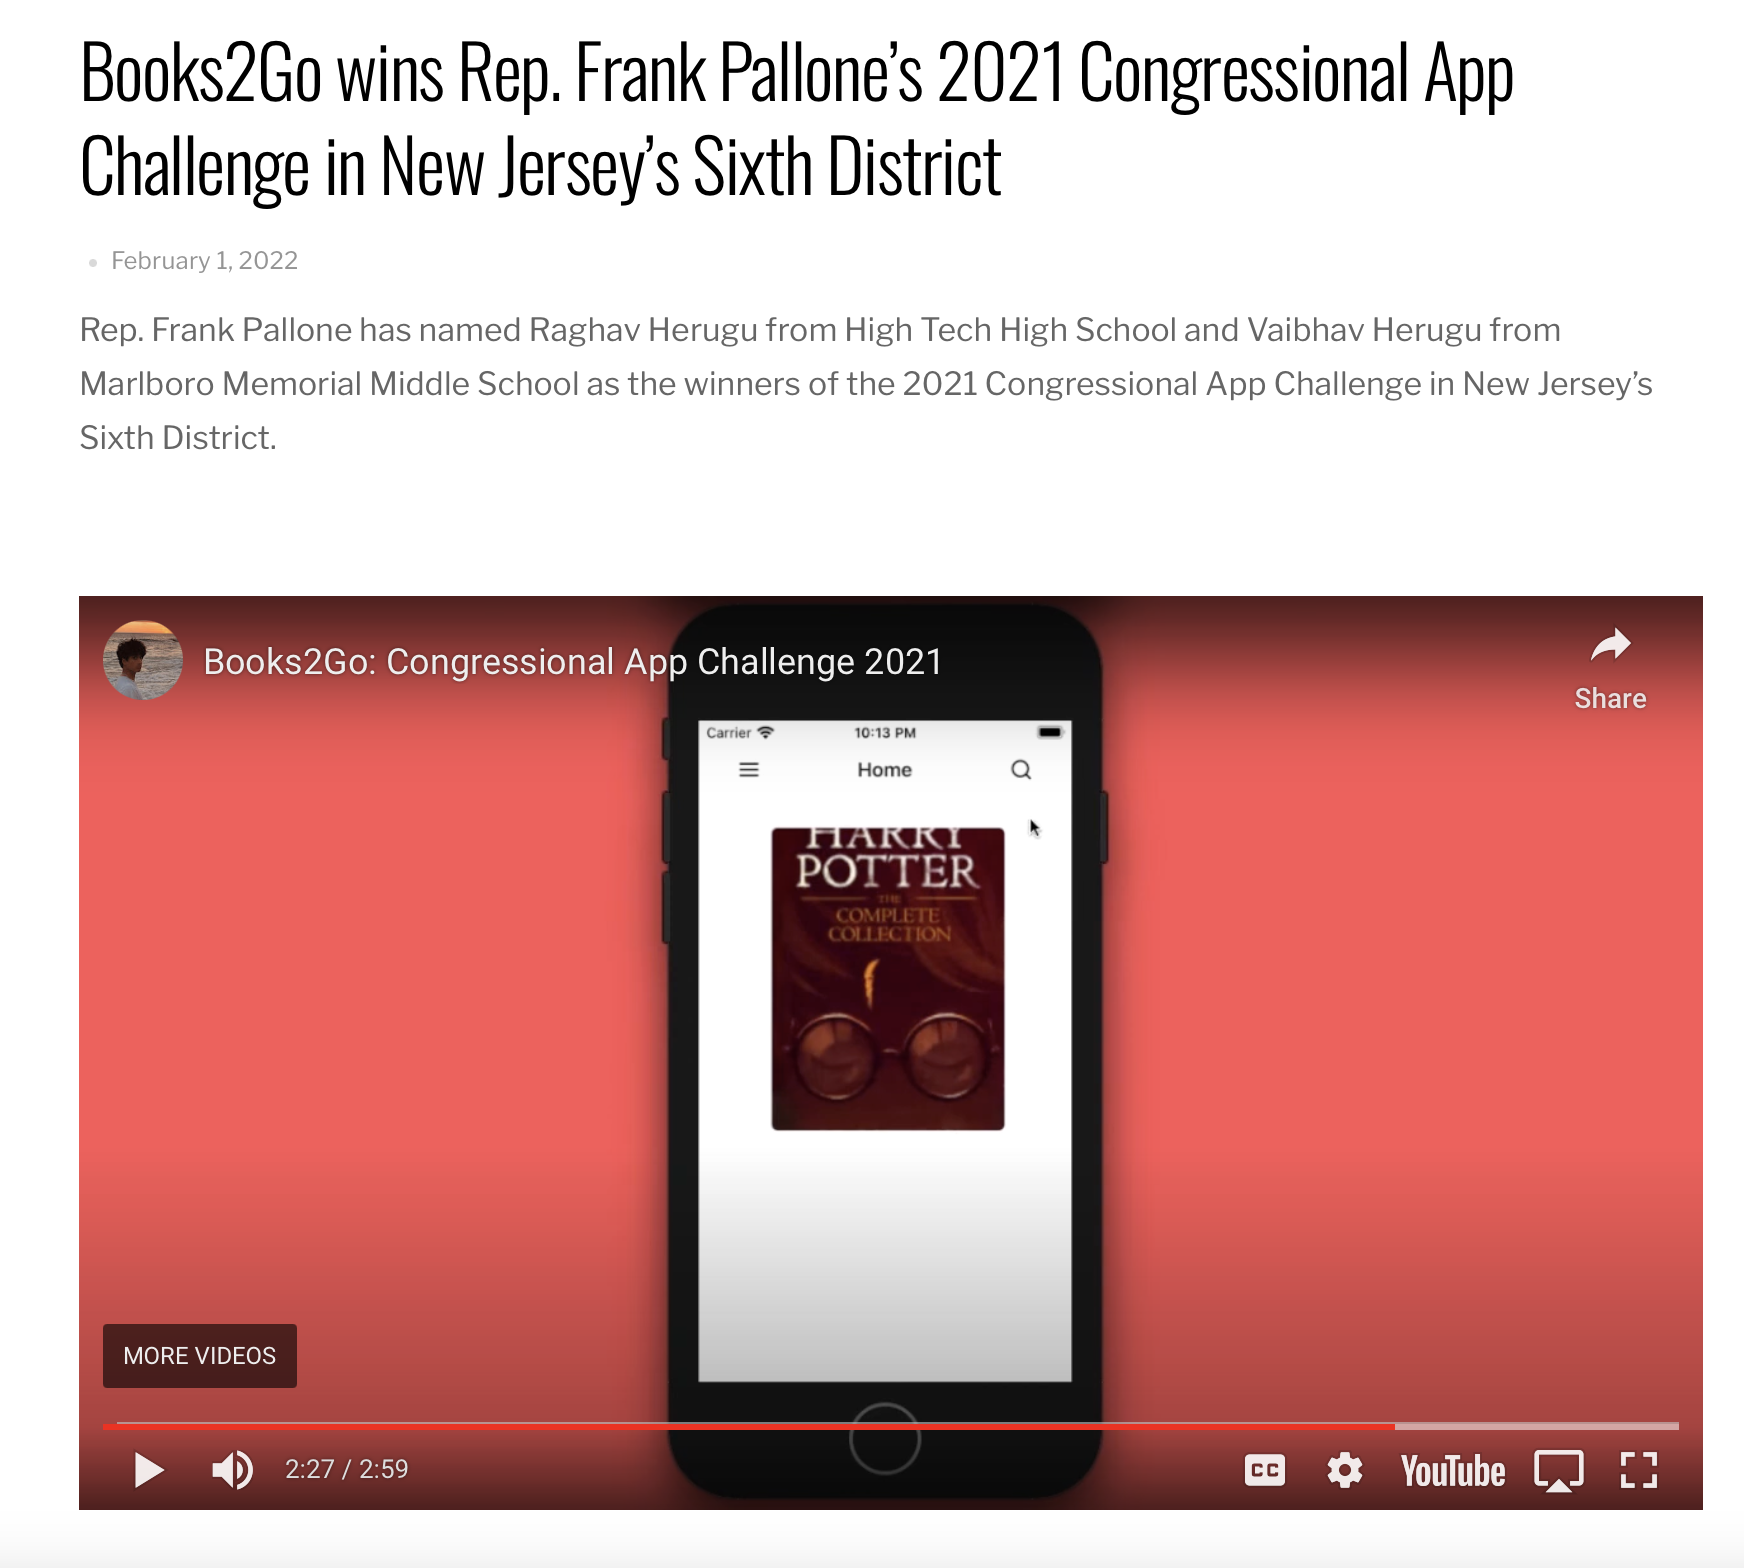 Books2Go wins Rep. Frank Pallone’s 2021 Congressional App
Challenge in New Jersey’s Sixth District
February 1, 2022
Rep. Frank Pallone has named Raghav Herugu from High Tech High School and Vaibhav Herugu from
Marlboro Memorial Middle School as the winners of the 2021 Congressional App Challenge in New Jersey’s
Sixth District.
Books2Go: Congressional App Challenge 2021
Share
Carrier 10:13 PM
Home
HARRY
POTTER
THE
COMPLETE
COLLECTION
MORE VIDEOS
2:27 / 2:59
CC YouTube